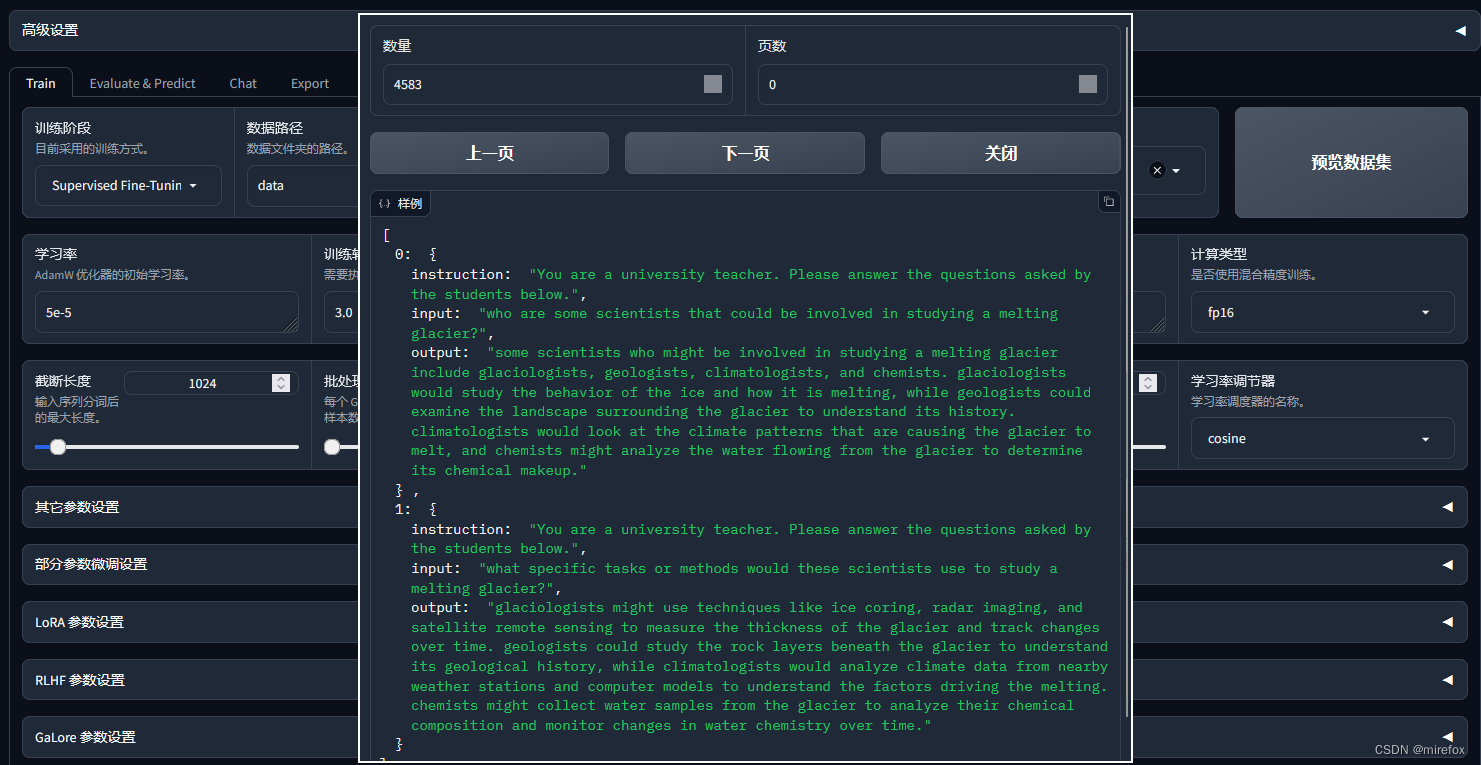 高级设置
Train
Evaluate & Predict
Chat
Export
训练阶段
目前采用的训练方式。
Supervised Fine-Tunin
数据路径
数据文件夹的路径。
data
预览数据集
学习率
AdamW 优化器的初始学习率。
5e-5
3.0
计算类型
是否使用混合精度训练。
fp16
截断长度
1024
输入序列分词后
的最大长度。
每个 G
样本数
学习率调节器
学习率调度器的名称。
cosine
其它参数设置
部分参数微调设置
LoRA 参数设置
RLHF 参数设置
GaLore 参数设置
数量
4583
页数
0
上一页
下一页
关闭
样例
[
0: {
instruction: "You are a university teacher. Please answer the questions asked by
the students below.",
input: "who are some scientists that could be involved in studying a melting
glacier?",
output: "some scientists who might be involved in studying a melting glacier
include glaciologists, geologists, climatologists, and chemists. glaciologists
would study the behavior of the ice and how it is melting, while geologists could
examine the landscape surrounding the glacier to understand its history.
climatologists would look at the climate patterns that are causing the glacier to
melt, and chemists might analyze the water flowing from the glacier to determine
its chemical makeup."
} ,
1: {
instruction: "You are a university teacher. Please answer the questions asked by
the students below.",
input: "what specific tasks or methods would these scientists use to study a
melting glacier?",
output: "glaciologists might use techniques like ice coring, radar imaging, and
satellite remote sensing to measure the thickness of the glacier and track changes
over time. geologists could study the rock layers beneath the glacier to understand
its geological history, while climatologists would analyze climate data from nearby
weather stations and computer models to understand the factors driving the melting.
chemists might collect water samples from the glacier to analyze their chemical
composition and monitor changes in water chemistry over time."
}
CSDN @mirefox